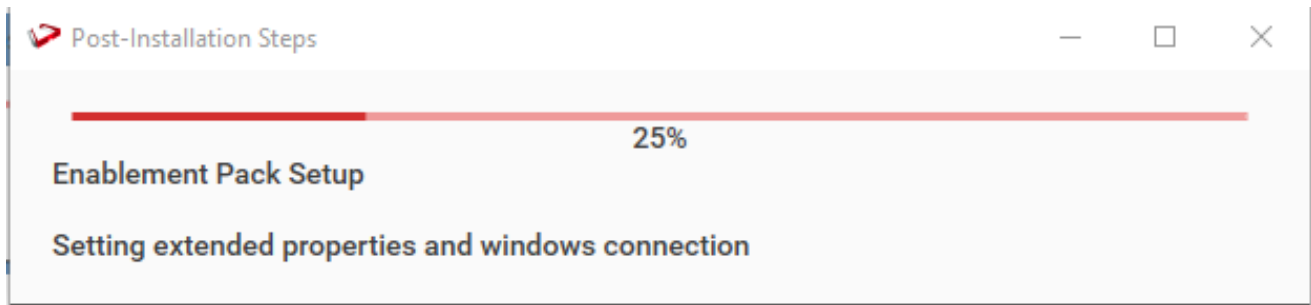 Post-Installation Steps
25%
Enablement Pack Setup
Setting extended properties and windows connection